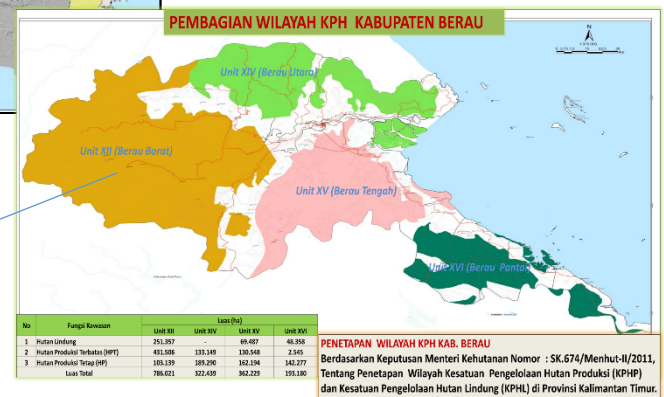 PEMBAGIAN WILAYAH KPH KABUPATEN BERAU
N
Unit XIV (Berau Utara)
Unit XII (Berau Barat)
Unit XV (Berau Tengah)
Unit XVI (Berau Pantai)
No Fungsi Kawasan Luas (ha)
Unit XII Unit XIV Unit XV Unit XVI
1 Hutan Lindung 251.357 - 69.487 48.358
2 Hutan Produksi Terbatas (HPT) 431.506 133.149 130.548 2.545
3 Hutan Produksi Tetap (HP) 103.139 189.290 162.194 142.277
Luas Total 786.021 322.439 362.229 193.180
PENETAPAN WILAYAH KPH KAB. BERAU
Berdasarkan Keputusan Menteri Kehutanan Nomor : SK.674/Menhut-II/2011,
Tentang Penetapan Wilayah Kesatuan Pengelolaan Hutan Produksi (KPHP)
dan Kesatuan Pengelolaan Hutan Lindung (KPHL) di Provinsi Kalimantan Timur.